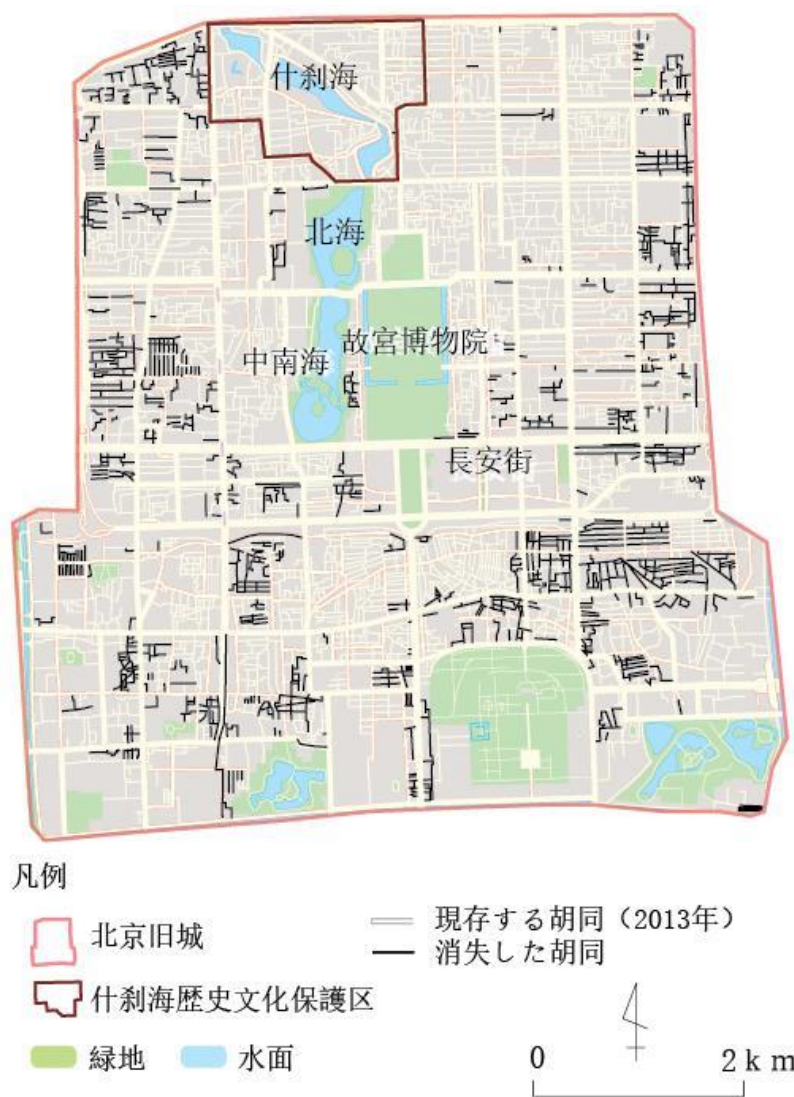 什刹海
北海
故宮博物院
中南海
長安街
凡例
北京旧城
現存する胡同（2013年）
消失した胡同
什刹海歴史文化保護区
緑地
水面
0
2 km